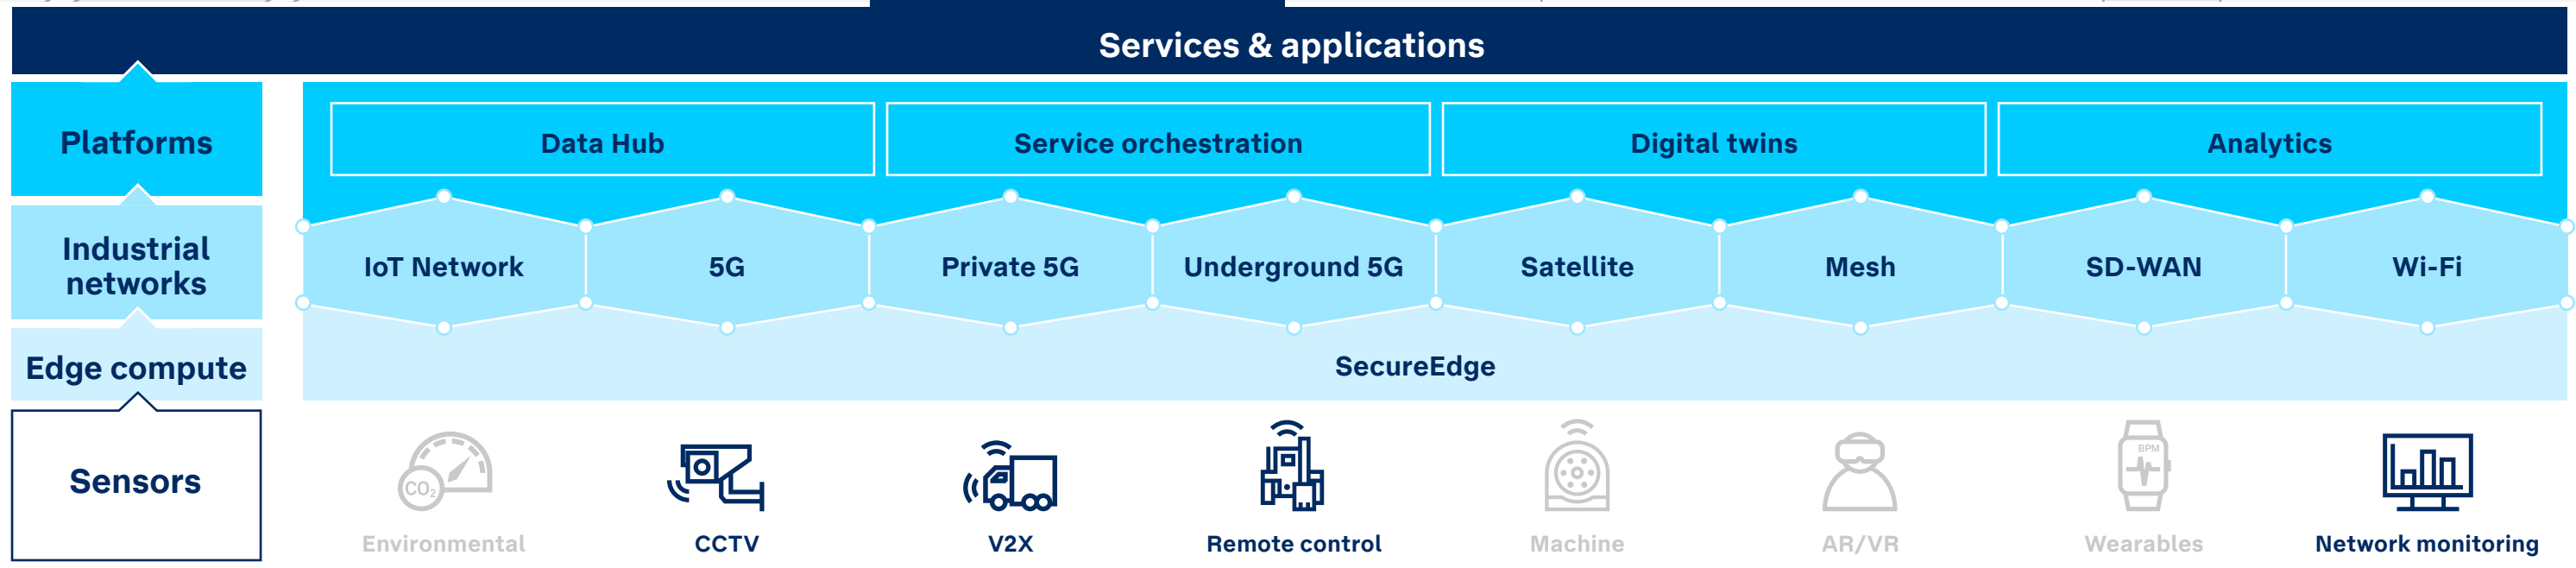 Services & applications
Platforms
Data Hub
Service orchestration
Digital twins
Analytics
Industrial
networks
IoT Network
5G
Private 5G
Underground 5G
Satellite
Mesh
SD-WAN
Wi-Fi
Edge compute
SecureEdge
Sensors
CO₂
BPM
Environmental
CCTV
V2X
Remote control
Machine
AR/VR
Wearables
Network monitoring